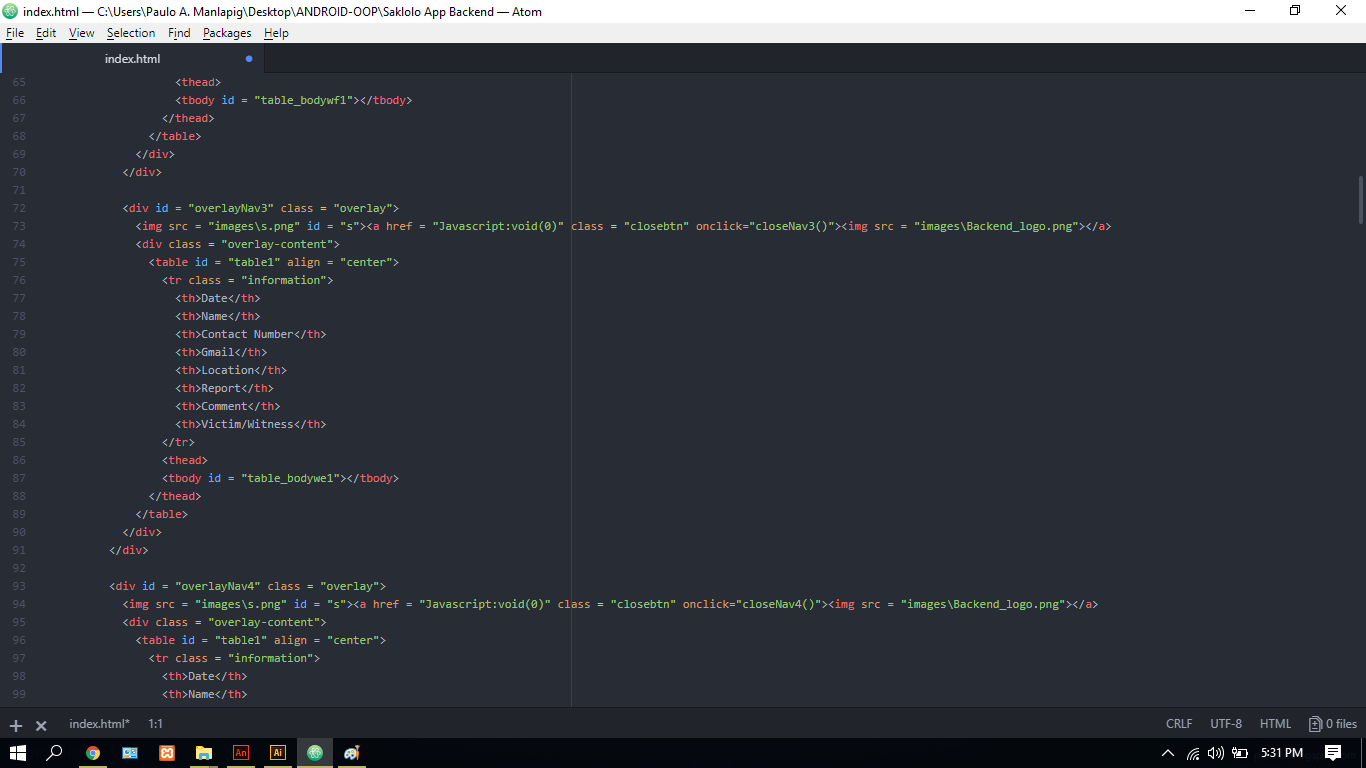 index.html — C:\Users\Paulo A. Manlapig\Desktop\ANDROID-OOP\Saklolo App Backend — Atom
File Edit View Selection Find Packages Help
index.html
65 <thead>
66 <tbody id = "table_bodywf1"></tbody>
67 </thead>
68 </table>
69 </div>
70 </div>
71
72 <div id = "overlayNav3" class = "overlay">
73 <img src = "images\s.png" id = "s"><a href = "Javascript:void(0)" class = "closebtn" onclick="closeNav3()"><img src = "images\Backend_logo.png"></a>
74 <div class = "overlay-content">
75 <table id = "table1" align = "center">
76 <tr class = "information">
77 <th>Date</th>
78 <th>Name</th>
79 <th>Contact Number</th>
80 <th>Gmail</th>
81 <th>Location</th>
82 <th>Report</th>
83 <th>Comment</th>
84 <th>Victim/Witness</th>
85 </tr>
86 <thead>
87 <tbody id = "table_bodywe1"></tbody>
88 </thead>
89 </table>
90 </div>
91 </div>
92
93 <div id = "overlayNav4" class = "overlay">
94 <img src = "images\s.png" id = "s"><a href = "Javascript:void(0)" class = "closebtn" onclick="closeNav4()"><img src = "images\Backend_logo.png"></a>
95 <div class = "overlay-content">
96 <table id = "table1" align = "center">
97 <tr class = "information">
98 <th>Date</th>
99 <th>Name</th>
index.html* 1:1 CRLF UTF-8 HTML 0 files
An Ai 5:31 PM